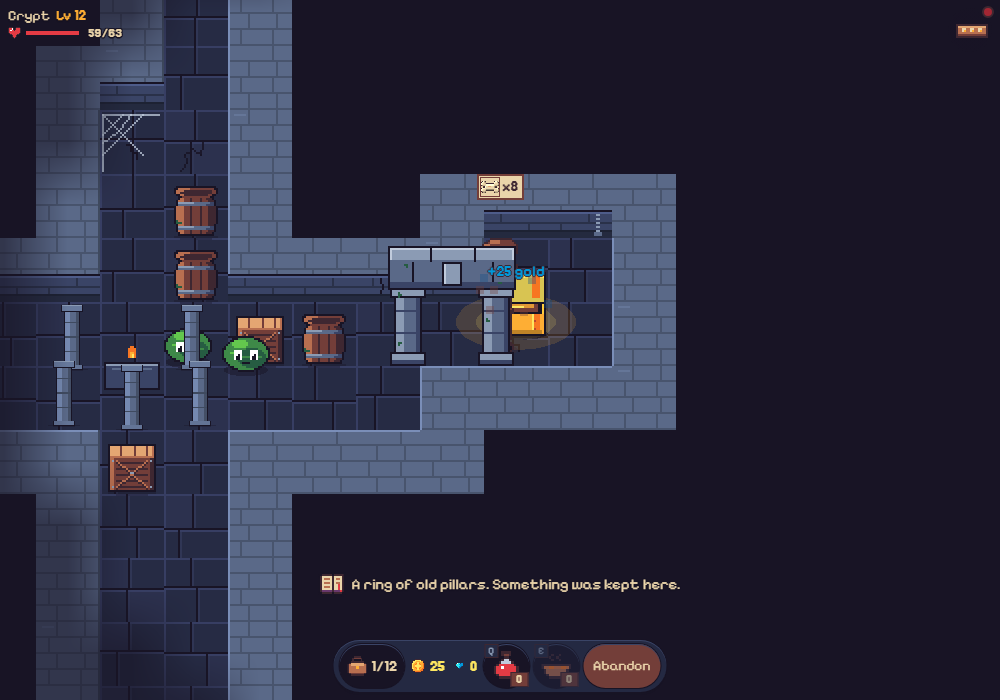 Crypt Lv 12
59/63
×8
+25 gold
A ring of old pillars. Something was kept here.
1/12 25 0 Q 0 E 0 Abandon